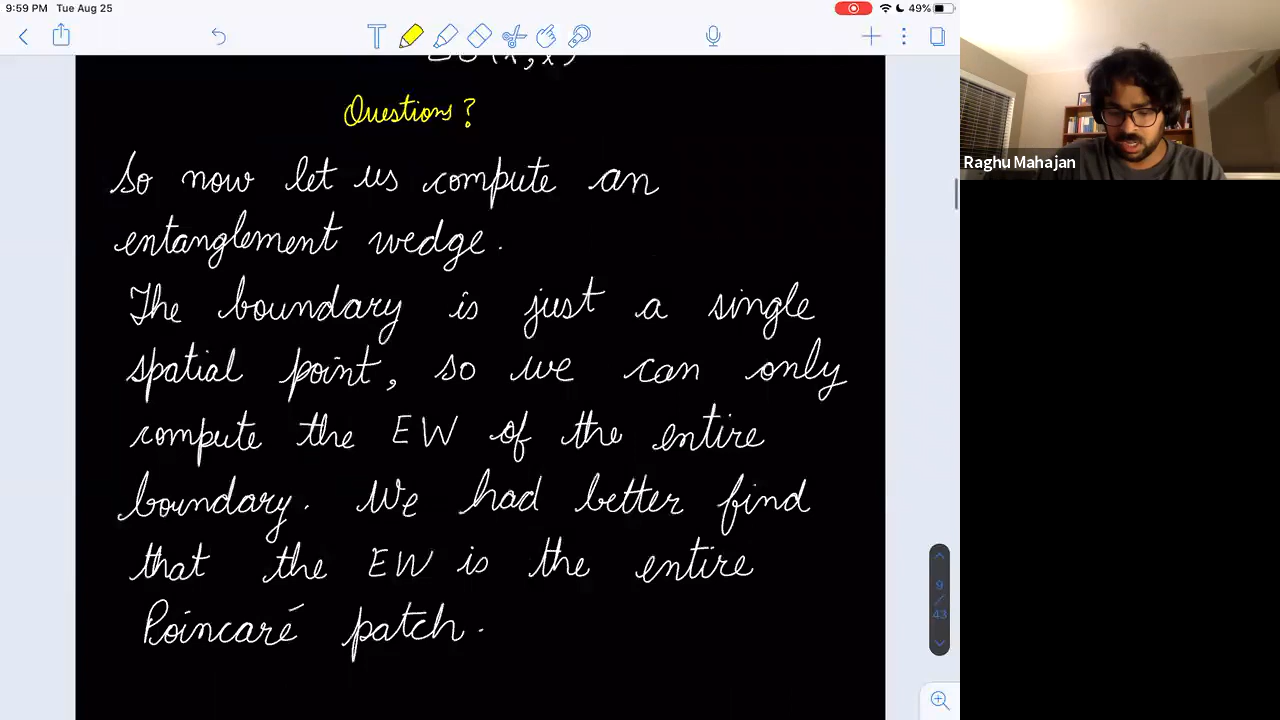 9:59 PM Tue Aug 25
49%
Questions?
So now let us compute an
entanglement wedge.
The boundary is just a single
spatial point, so we can only
compute the EW of the entire
boundary. We had better find
that the EW is the entire
Poincaré patch.
9
43
Raghu Mahajan